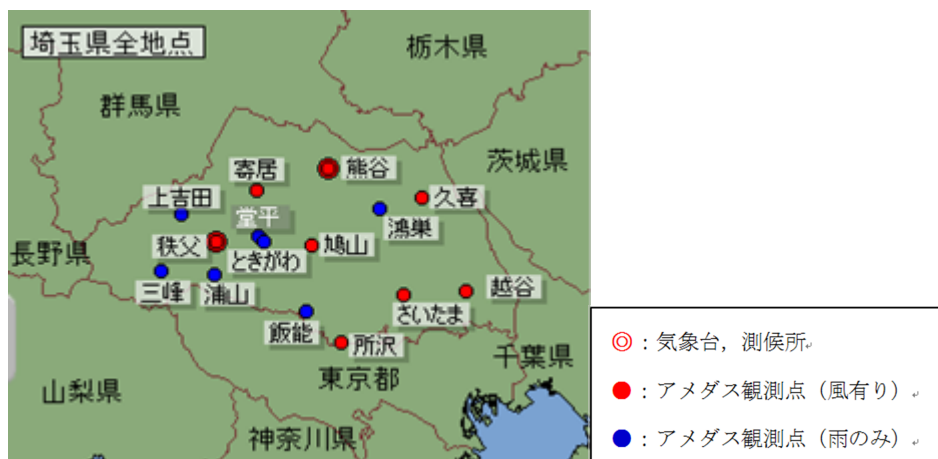 埼玉県全地点
栃木県
群馬県
茨城県
寄居
熊谷
上吉田
久喜
堂平
鴻巣
長野県
秩父
ときがわ
鳩山
三峰
浦山
越谷
さいたま
飯能
所沢
千葉県
東京都
山梨県
神奈川県
◎：気象台，測候所
●：アメダス観測点（風有り）
●：アメダス観測点（雨のみ）